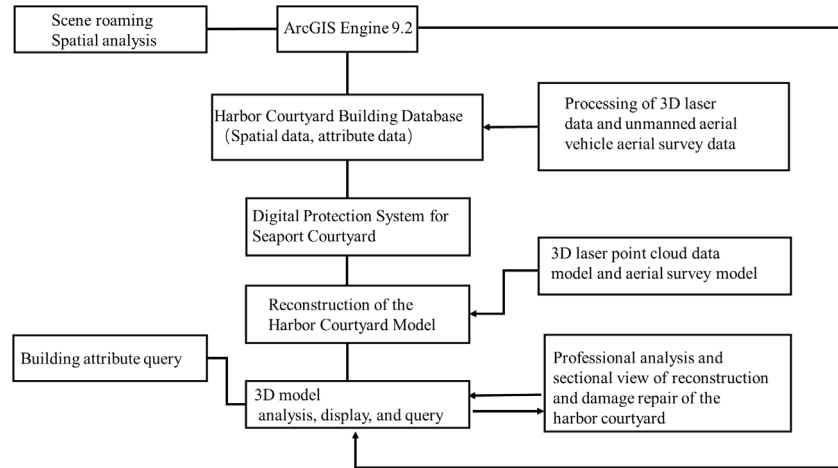 Scene roaming
Spatial analysis
ArcGIS Engine 9.2
Harbor Courtyard Building Database
（Spatial data, attribute data）
Processing of 3D laser
data and unmanned aerial
vehicle aerial survey data
Digital Protection System for
Seaport Courtyard
3D laser point cloud data
model and aerial survey model
Reconstruction of the
Harbor Courtyard Model
Building attribute query
3D model
analysis, display, and query
Professional analysis and
sectional view of reconstruction
and damage repair of the
harbor courtyard